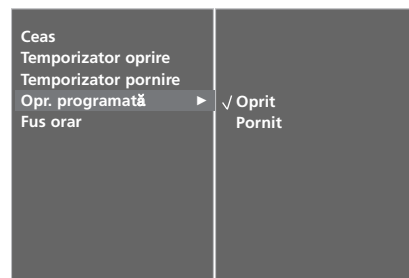 Ceas
Temporizator oprire
Temporizator pornire
Opr. programată ►
Fus orar
√ Oprit
Pornit